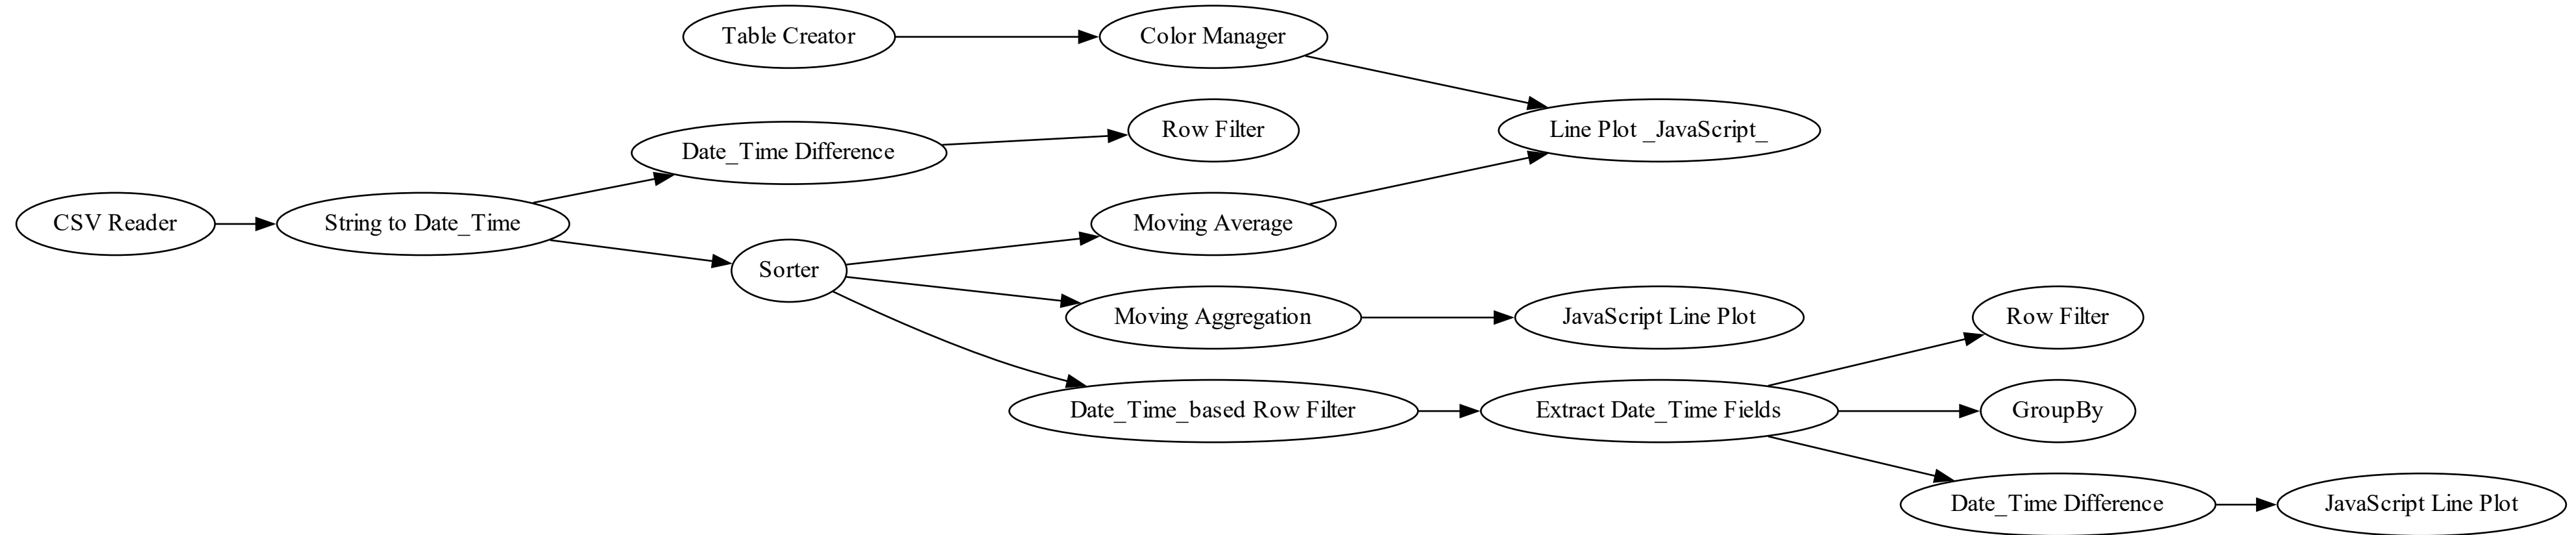 Table Creator
Color Manager
Date_Time Difference
Row Filter
Line Plot _JavaScript_
CSV Reader
String to Date_Time
Moving Average
Sorter
Moving Aggregation
JavaScript Line Plot
Row Filter
Date_Time_based Row Filter
Extract Date_Time Fields
GroupBy
Date_Time Difference
JavaScript Line Plot